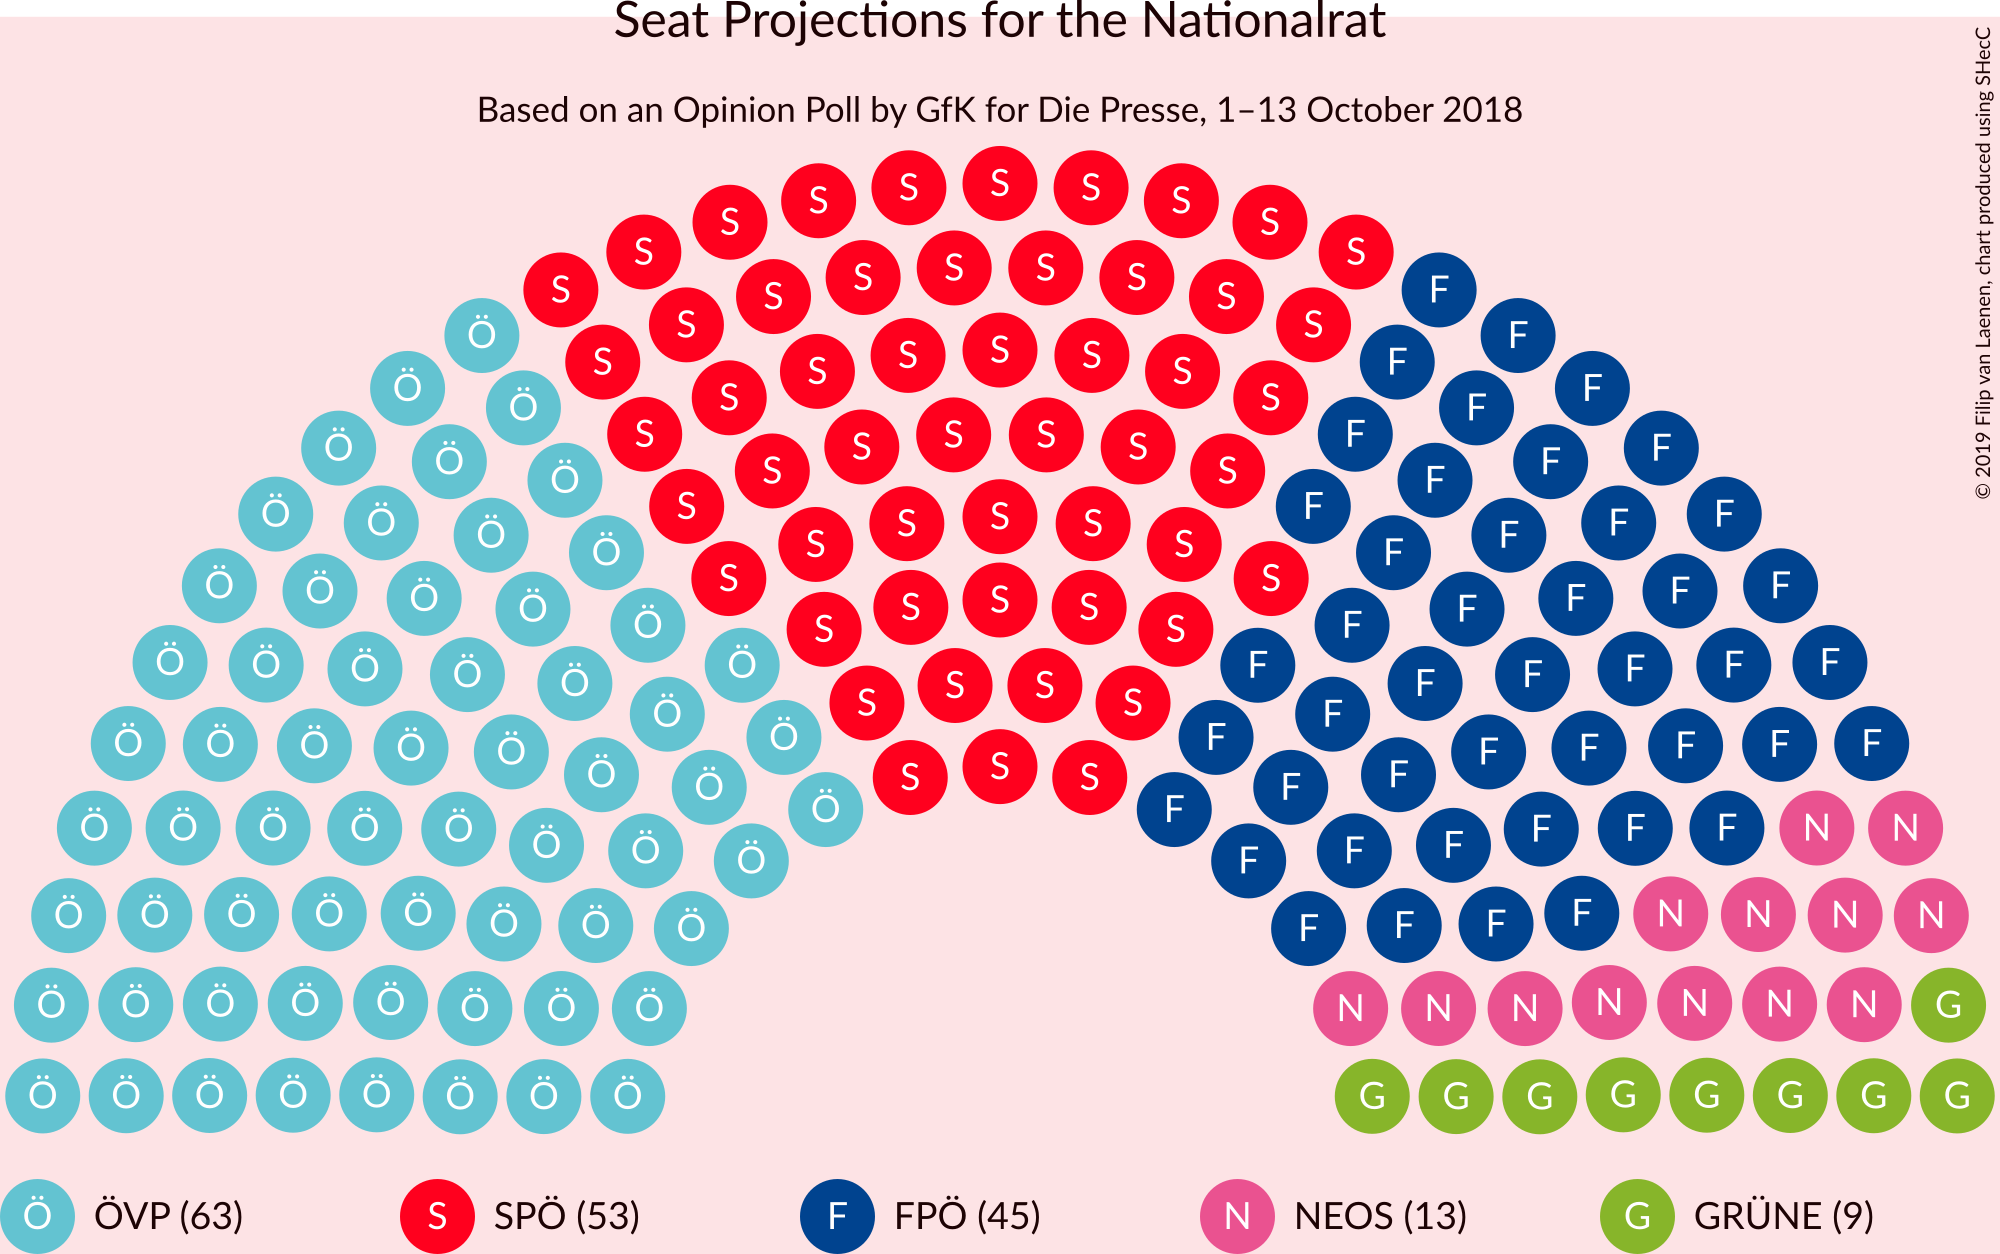 Seat Projections for the Nationalrat
Based on an Opinion Poll by GfK for Die Presse, 1–13 October 2018
© 2019 Filip van Laenen, chart produced using SHecC
S S S S S S S
S S S S S S S S S S F
Ö S S S S S S S F F
Ö Ö S S S S S S S F F F
Ö Ö Ö S S S S S S S F F F F
Ö Ö Ö Ö S S S S S S S F F F F F
Ö Ö Ö Ö Ö S S S S S S S F F F F F
Ö Ö Ö Ö Ö Ö S S S S F F F F F F
Ö Ö Ö Ö Ö Ö Ö Ö S S S S F F F F F F F F
Ö Ö Ö Ö Ö Ö Ö Ö S S S F F F F F F F F
Ö Ö Ö Ö Ö Ö Ö Ö Ö F F F F F F F N N
Ö Ö Ö Ö Ö Ö Ö Ö F F F F N N N N
Ö Ö Ö Ö Ö Ö Ö Ö N N N N N N N G
Ö Ö Ö Ö Ö Ö Ö Ö G G G G G G G G
Ö ÖVP (63) S SPÖ (53) F FPÖ (45) N NEOS (13) G GRÜNE (9)